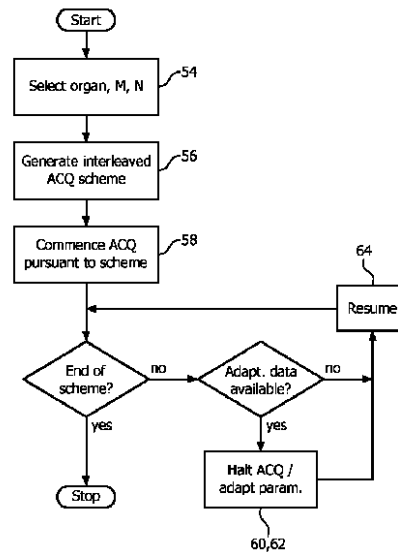 Start
Select organ, M, N
54
Generate interleaved
ACQ scheme
56
Commence ACQ
pursuant to scheme
58
64
Resume
End of
scheme?
no
Adapt. data
available?
no
yes
yes
Stop
Halt ACQ /
adapt param.
60,62